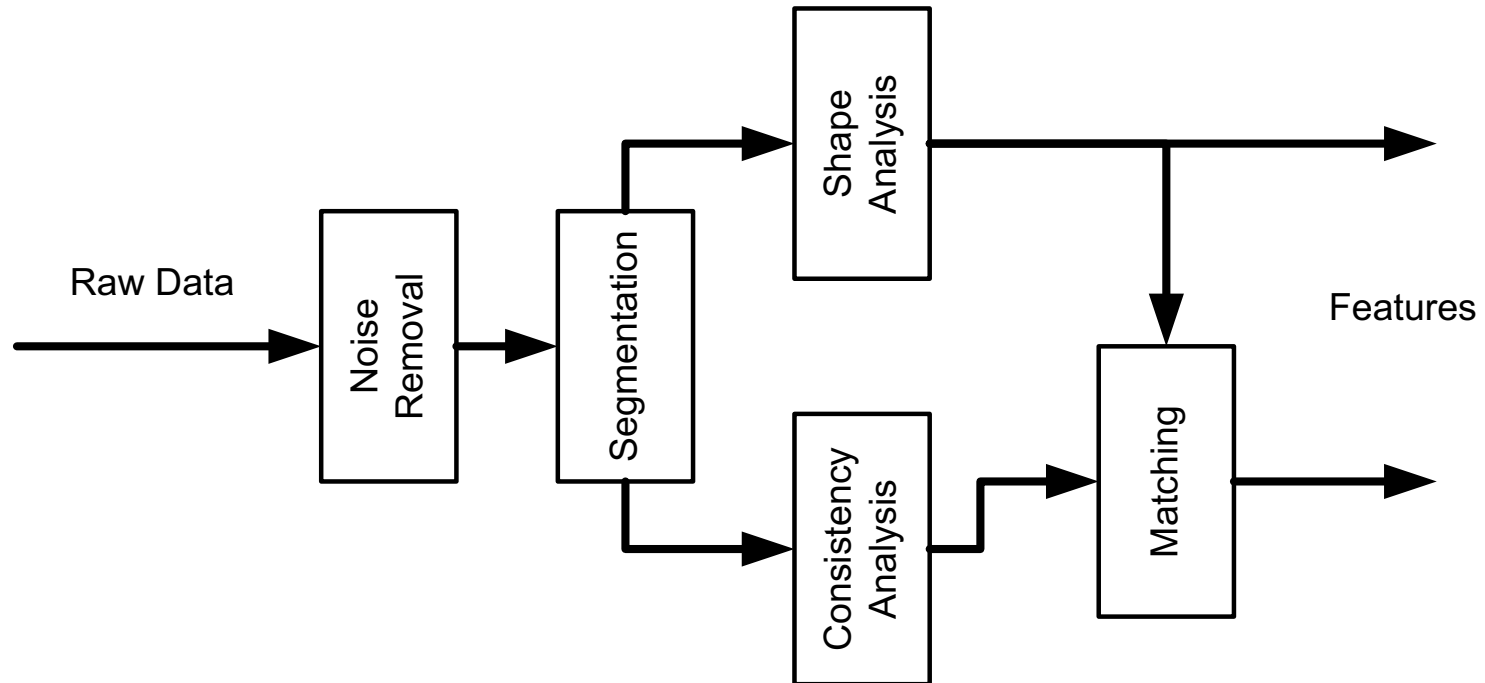 Raw Data
Noise
Removal
Segmentation
Shape
Analysis
Consistency
Analysis
Matching
Features